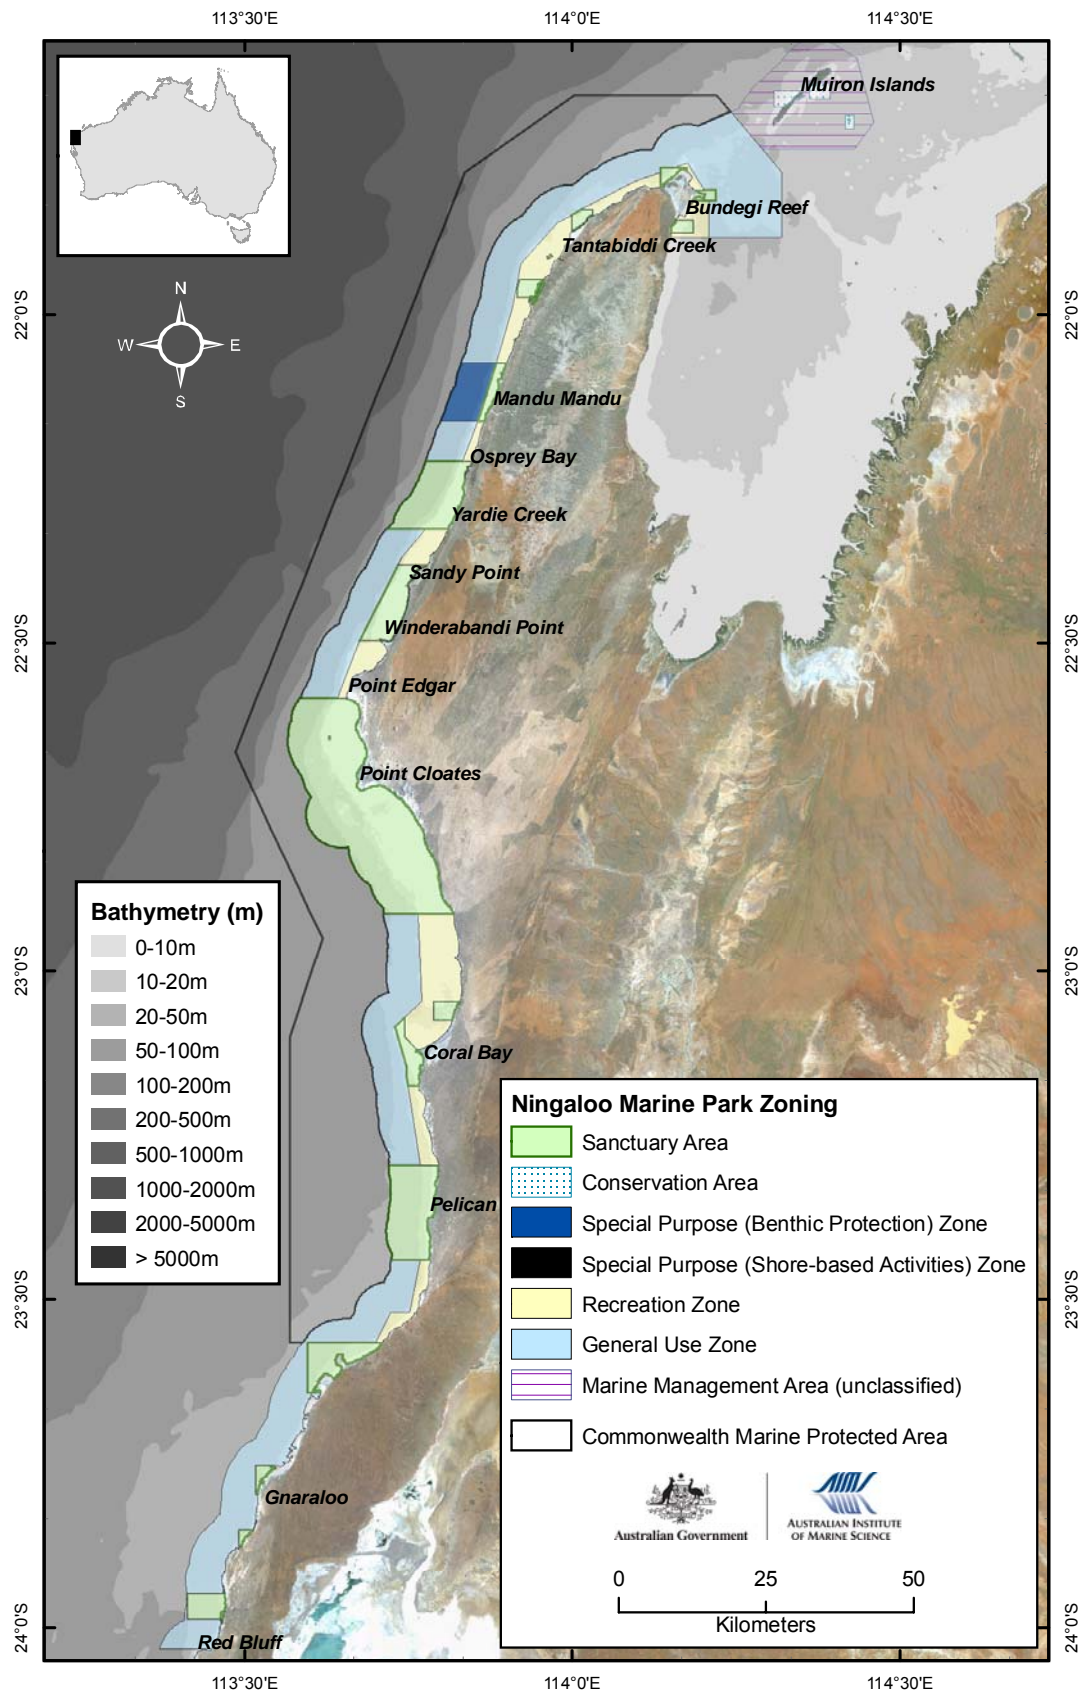 113°30'E
114°0'E
114°30'E
Muiron Islands
Bundegi Reef
Tantabiddi Creek
N
W
E
S
22°0'S
22°0'S
Mandu Mandu
Osprey Bay
Yardie Creek
Sandy Point
Winderabandi Point
22°30'S
22°30'S
Point Edgar
Point Cloates
Bathymetry (m)
0-10m
10-20m
20-50m
50-100m
100-200m
200-500m
500-1000m
1000-2000m
2000-5000m
> 5000m
23°0'S
23°0'S
Coral Bay
Pelican
Ningaloo Marine Park Zoning
Sanctuary Area
Conservation Area
Special Purpose (Benthic Protection) Zone
Special Purpose (Shore-based Activities) Zone
Recreation Zone
General Use Zone
Marine Management Area (unclassified)
Commonwealth Marine Protected Area
Australian Government
AIMS
AUSTRALIAN INSTITUTE
OF MARINE SCIENCE
0 25 50
Kilometers
23°30'S
23°30'S
Gnaraloo
Red Bluff
24°0'S
24°0'S
113°30'E
114°0'E
114°30'E